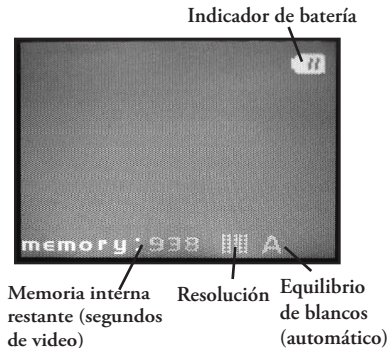 Indicador de batería
memory:938 A
Memoria interna
restante (segundos
de video)
Resolución
Equilibrio
de blancos
(automático)